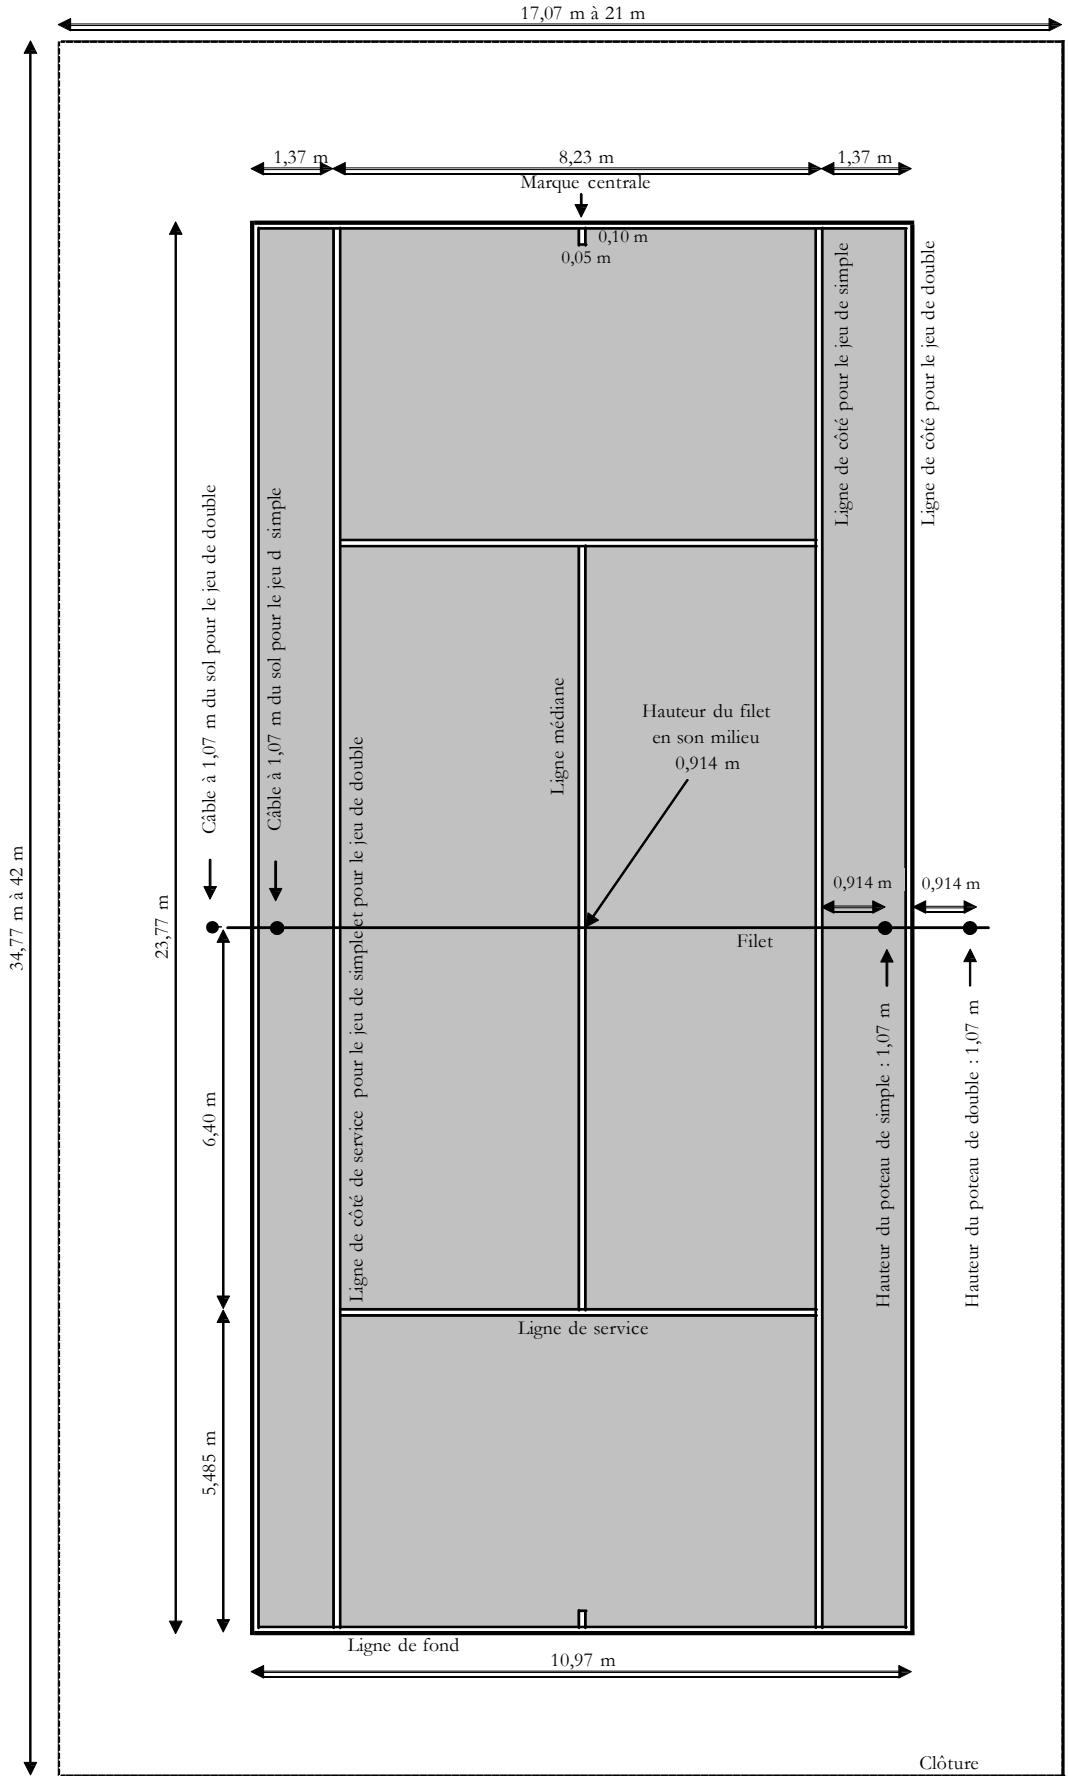 17,07 m à 21 m
1,37 m
8,23 m
1,37 m
Marque centrale
0,10 m
0,05 m
Ligne de côté pour le jeu de simple
Ligne de côté pour le jeu de double
Câble à 1,07 m du sol pour le jeu de double
Câble à 1,07 m du sol pour le jeu d simple
Ligne médiane
Hauteur du filet
en son milieu
0,914 m
Ligne de côté de service pour le jeu de simple et pour le jeu de double
34,77 m à 42 m
23,77 m
0,914 m
0,914 m
Filet
6,40 m
Hauteur du poteau de simple : 1,07 m
Hauteur du poteau de double : 1,07 m
Ligne de service
5,485 m
Ligne de fond
10,97 m
Clôture